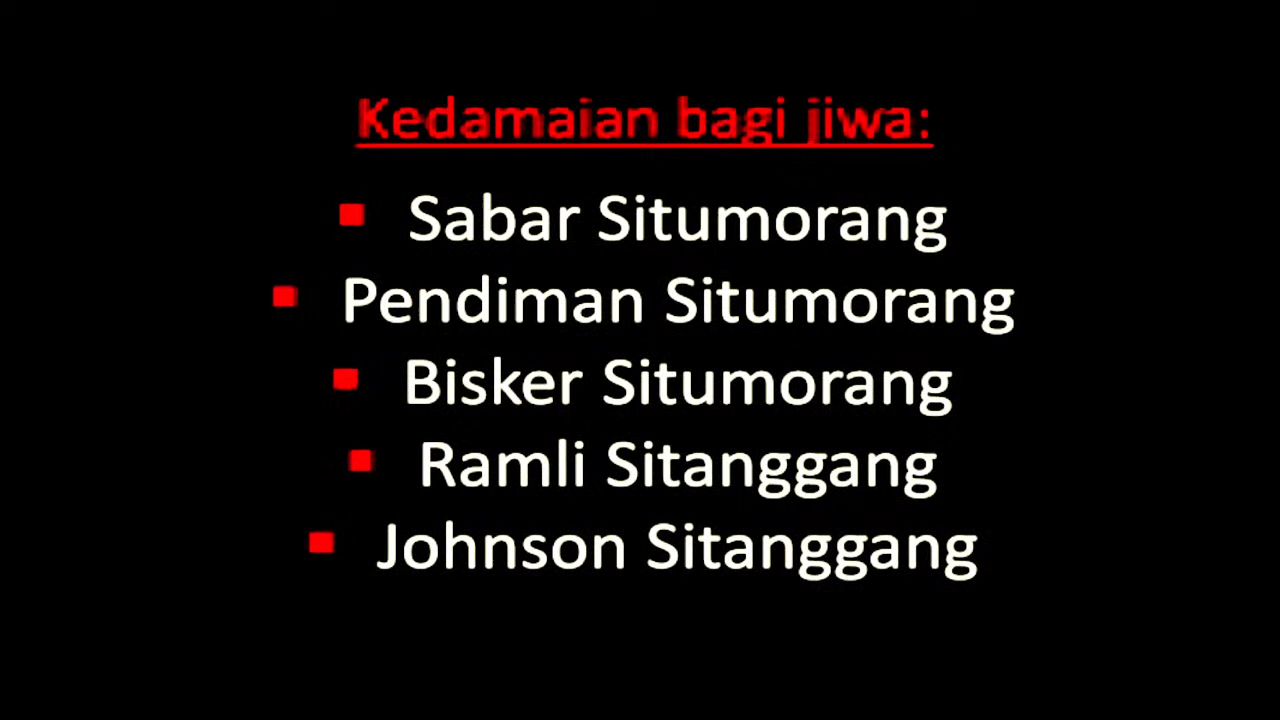 Kedamaian bagi jiwa:
▪ Sabar Situmorang
▪ Pendiman Situmorang
▪ Bisker Situmorang
▪ Ramli Sitanggang
▪ Johnson Sitanggang